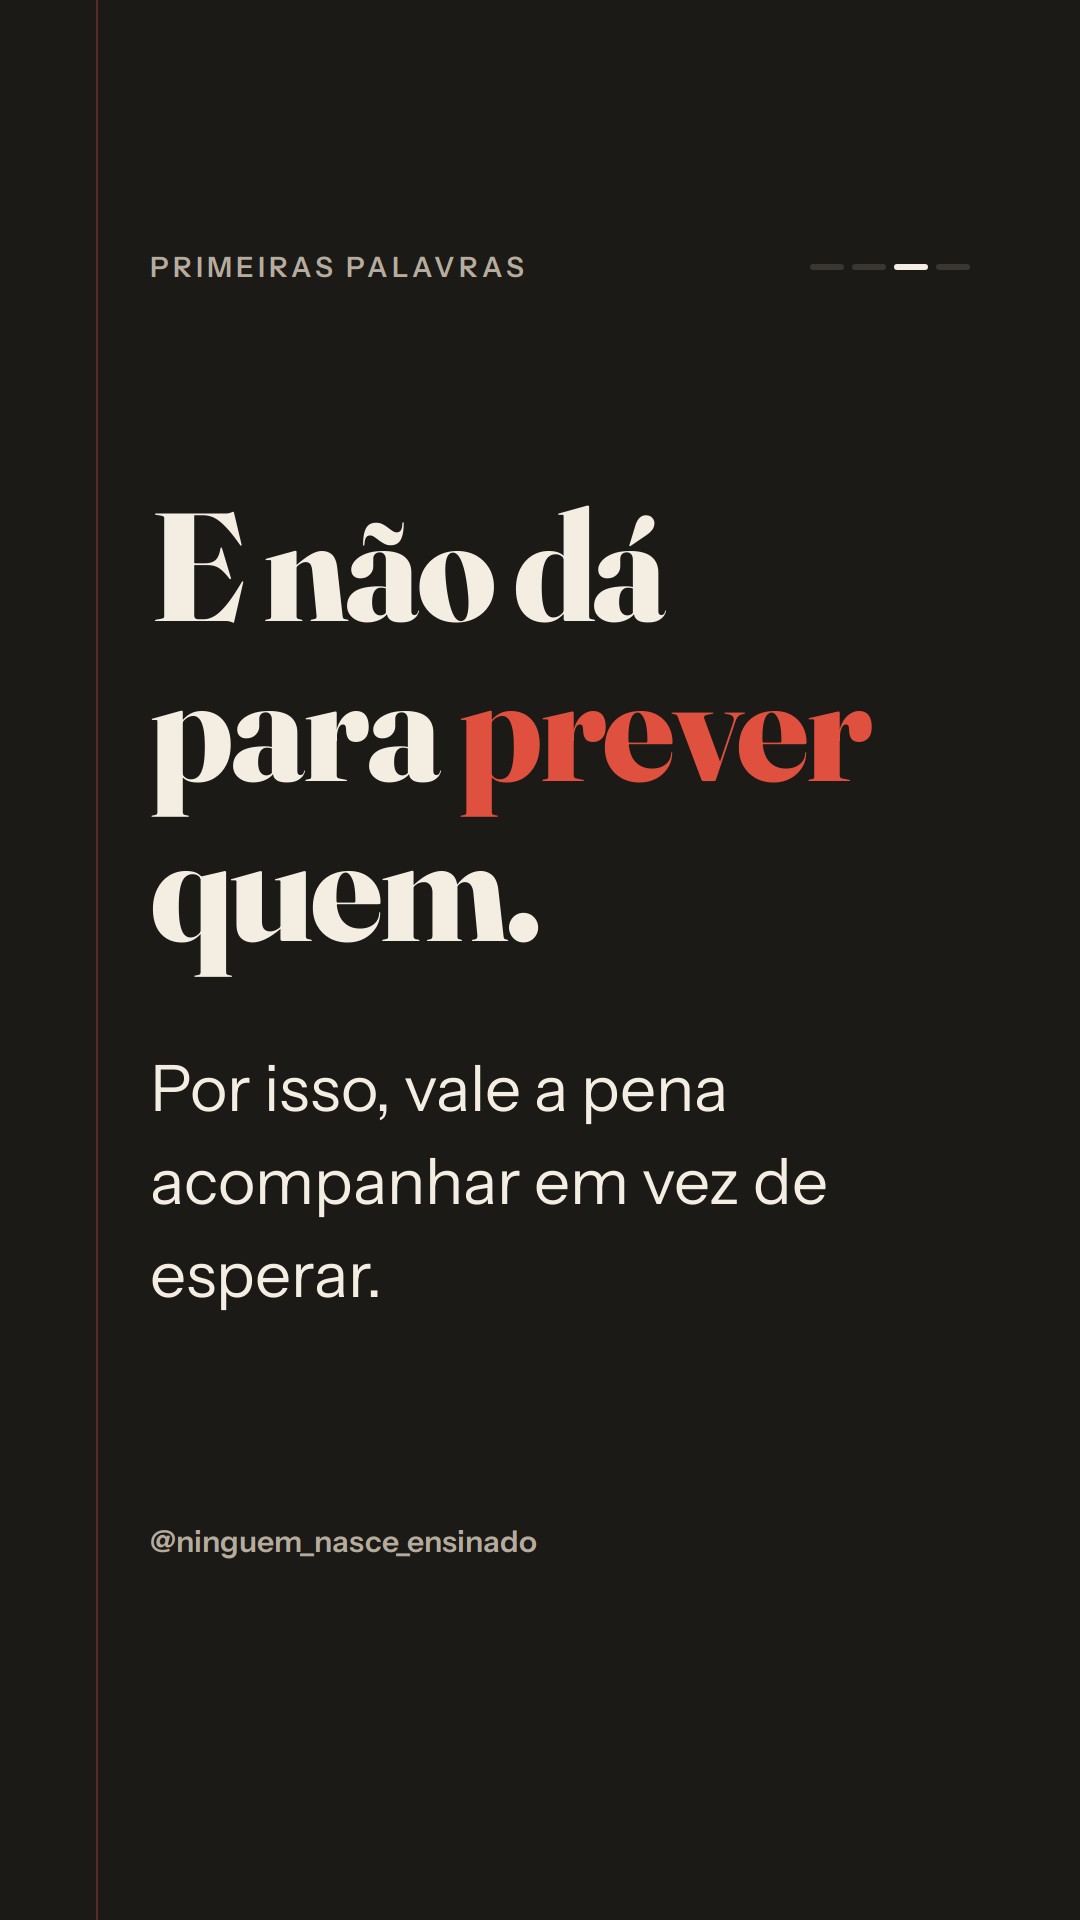 PRIMEIRAS PALAVRAS
E não dá
para prever
quem.
Por isso, vale a pena
acompanhar em vez de
esperar.
@ninguem_nasce_ensinado